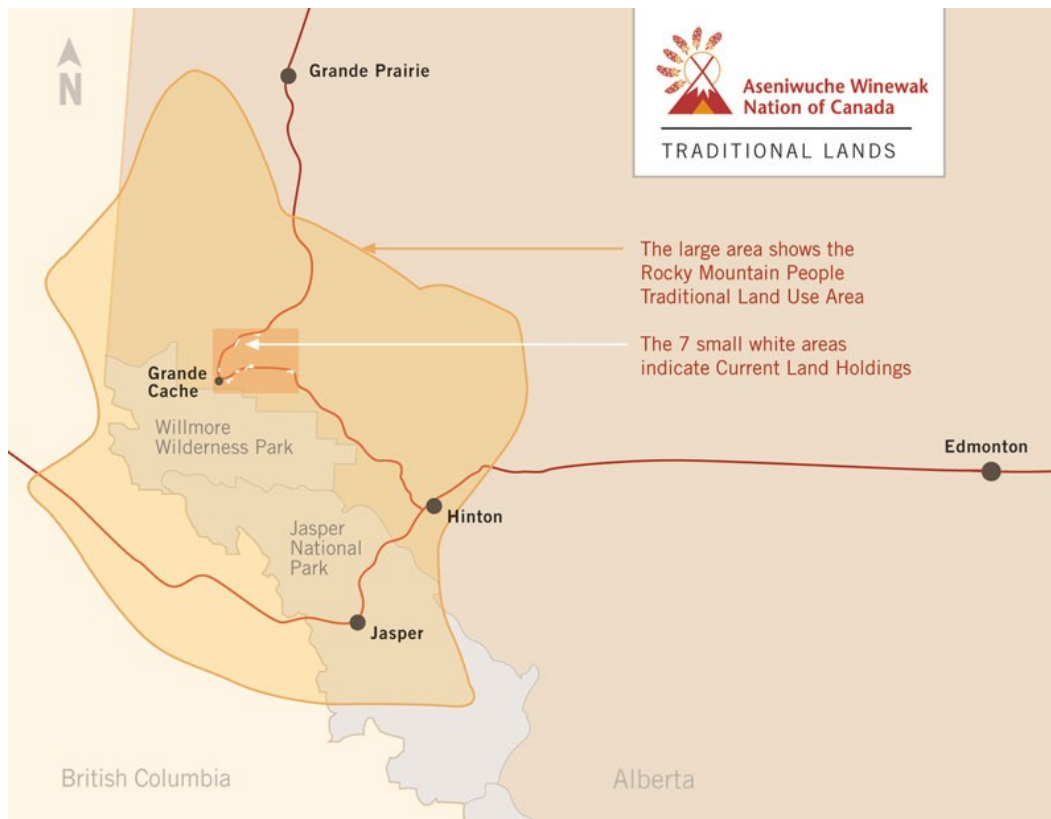 N
Grande Prairie
Aseniwuche Winewak
Nation of Canada
TRADITIONAL LANDS
The large area shows the
Rocky Mountain People
Traditional Land Use Area
The 7 small white areas
indicate Current Land Holdings
Grande
Cache
Willmore
Wilderness Park
Edmonton
Hinton
Jasper
National
Park
Jasper
British Columbia
Alberta